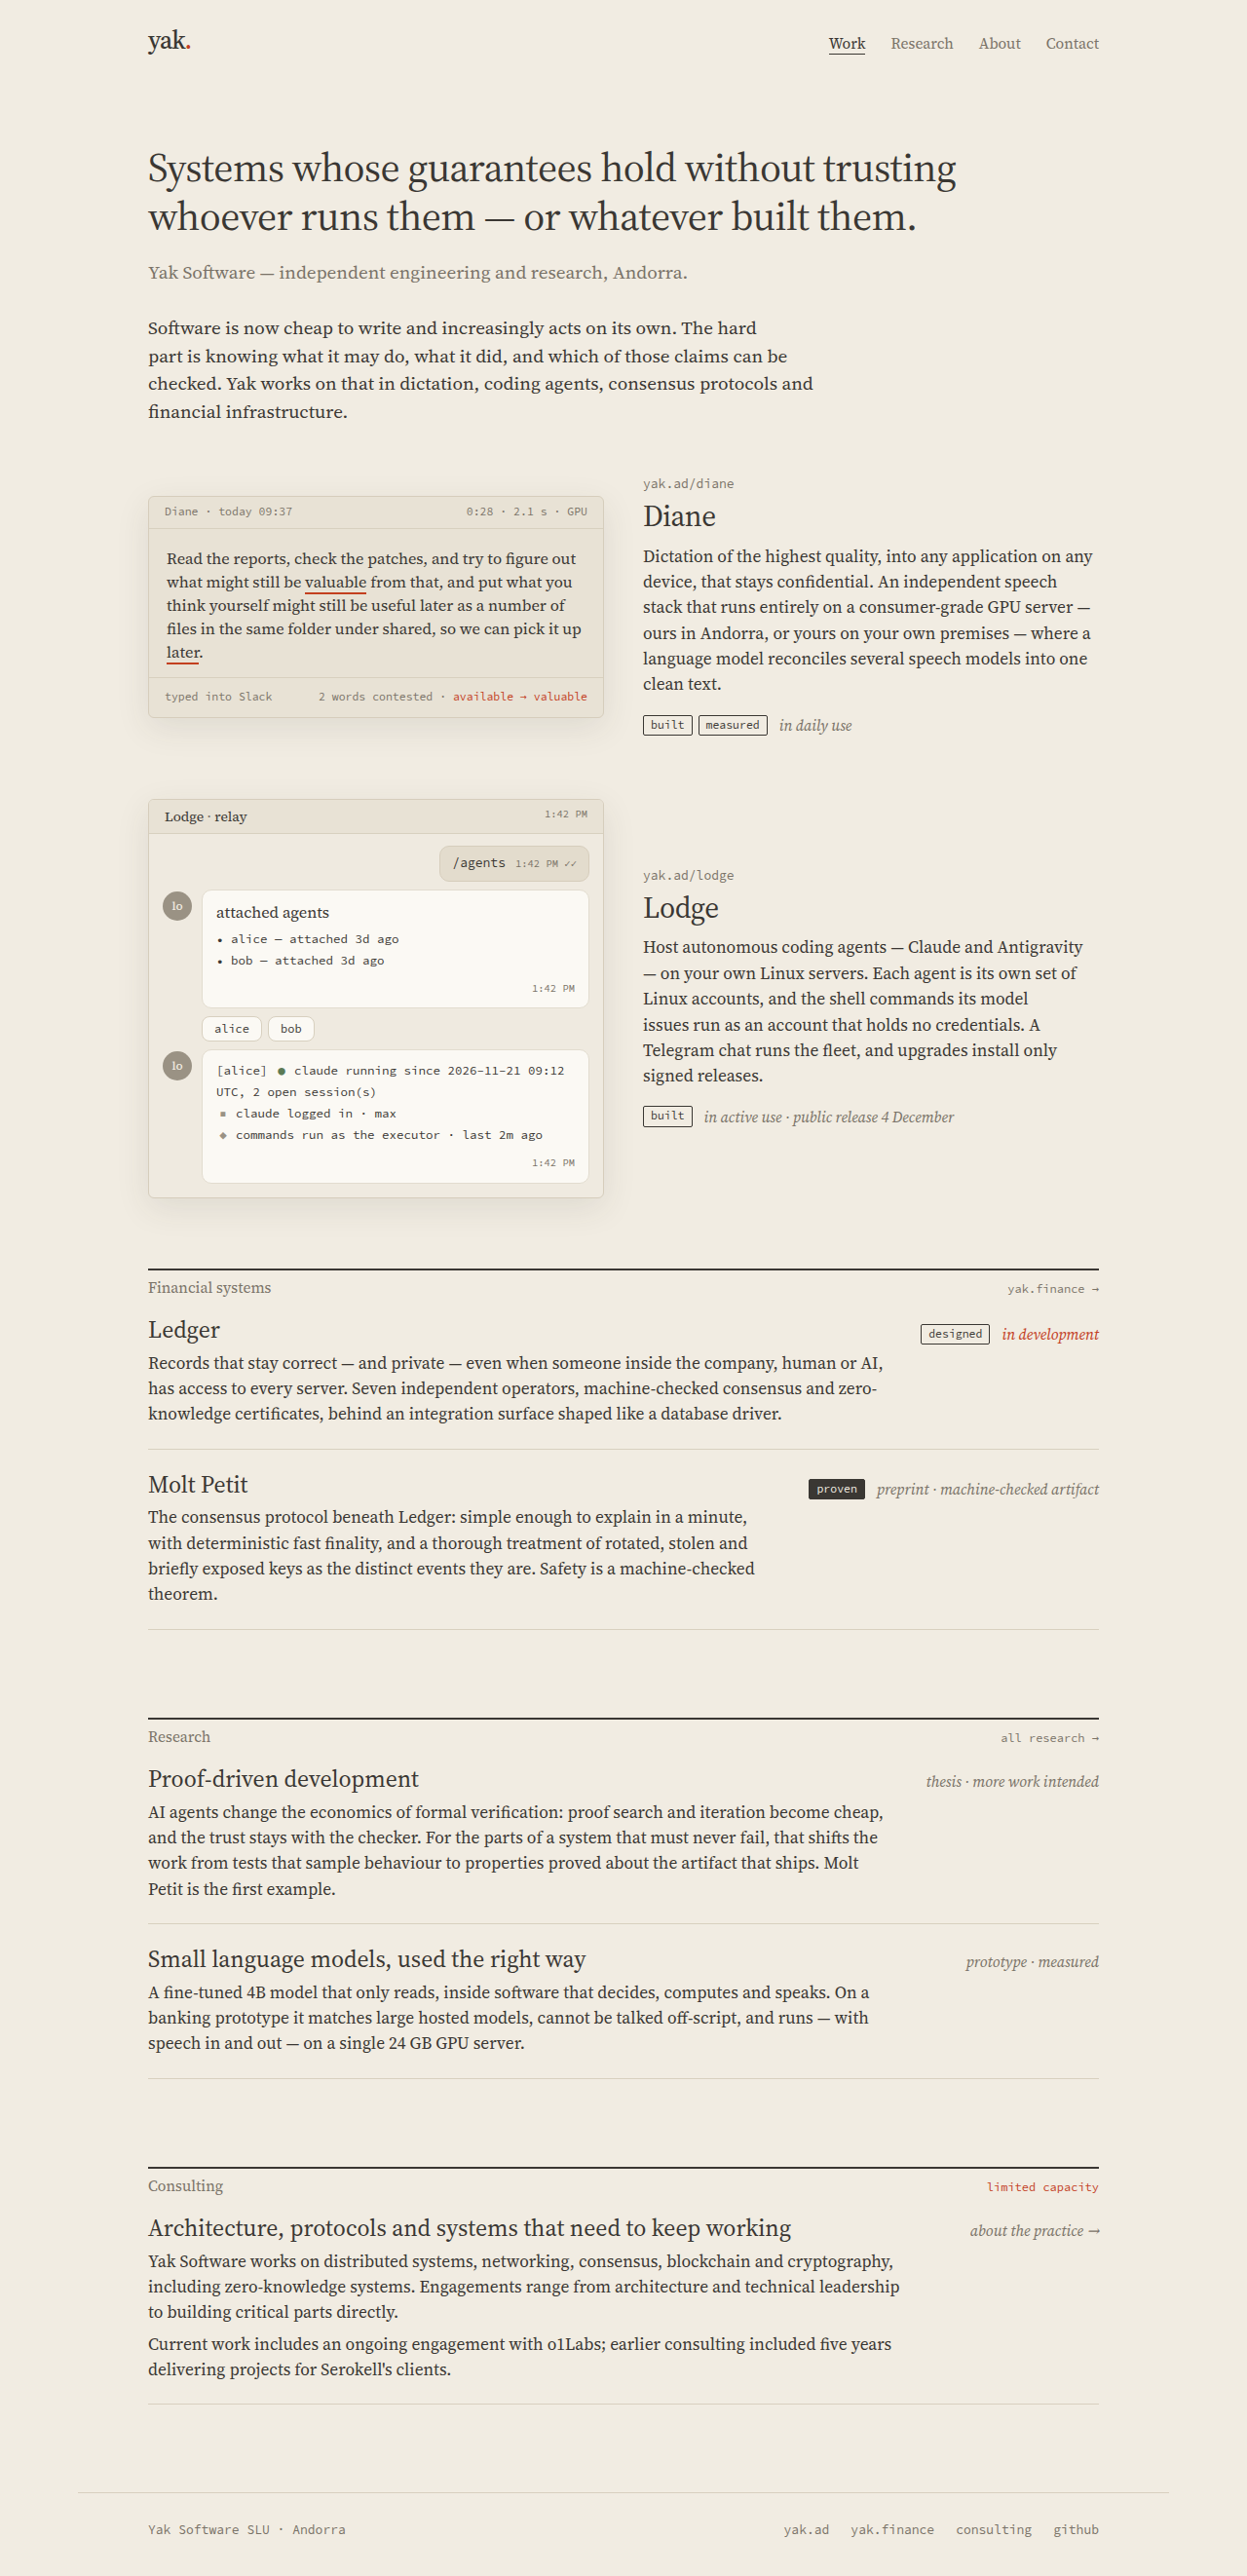 yak.
Work Research About Contact
Systems whose guarantees hold without trusting
whoever runs them — or whatever built them.
Yak Software — independent engineering and research, Andorra.
Software is now cheap to write and increasingly acts on its own. The hard
part is knowing what it may do, what it did, and which of those claims can be
checked. Yak works on that in dictation, coding agents, consensus protocols and
financial infrastructure.
Diane · today 09:37 0:28 · 2.1 s · GPU
Read the reports, check the patches, and try to figure out
what might still be valuable from that, and put what you
think yourself might still be useful later as a number of
files in the same folder under shared, so we can pick it up
later.
typed into Slack 2 words contested · available → valuable
yak.ad/diane
Diane
Dictation of the highest quality, into any application on any
device, that stays confidential. An independent speech
stack that runs entirely on a consumer-grade GPU server —
ours in Andorra, or yours on your own premises — where a
language model reconciles several speech models into one
clean text.
built measured in daily use
Lodge · relay 1:42 PM
/agents 1:42 PM ✓✓
lo
attached agents
• alice — attached 3d ago
• bob — attached 3d ago
1:42 PM
alice bob
lo
[alice] ● claude running since 2026-11-21 09:12
UTC, 2 open session(s)
▪ claude logged in · max
◆ commands run as the executor · last 2m ago
1:42 PM
yak.ad/lodge
Lodge
Host autonomous coding agents — Claude and Antigravity
— on your own Linux servers. Each agent is its own set of
Linux accounts, and the shell commands its model
issues run as an account that holds no credentials. A
Telegram chat runs the fleet, and upgrades install only
signed releases.
built in active use · public release 4 December
Financial systems yak.finance →
Ledger designed in development
Records that stay correct — and private — even when someone inside the company, human or AI,
has access to every server. Seven independent operators, machine-checked consensus and zero-
knowledge certificates, behind an integration surface shaped like a database driver.
Molt Petit proven preprint · machine-checked artifact
The consensus protocol beneath Ledger: simple enough to explain in a minute,
with deterministic fast finality, and a thorough treatment of rotated, stolen and
briefly exposed keys as the distinct events they are. Safety is a machine-checked
theorem.
Research all research →
Proof-driven development thesis · more work intended
AI agents change the economics of formal verification: proof search and iteration become cheap,
and the trust stays with the checker. For the parts of a system that must never fail, that shifts the
work from tests that sample behaviour to properties proved about the artifact that ships. Molt
Petit is the first example.
Small language models, used the right way prototype · measured
A fine-tuned 4B model that only reads, inside software that decides, computes and speaks. On a
banking prototype it matches large hosted models, cannot be talked off-script, and runs — with
speech in and out — on a single 24 GB GPU server.
Consulting limited capacity
Architecture, protocols and systems that need to keep working about the practice →
Yak Software works on distributed systems, networking, consensus, blockchain and cryptography,
including zero-knowledge systems. Engagements range from architecture and technical leadership
to building critical parts directly.
Current work includes an ongoing engagement with o1Labs; earlier consulting included five years
delivering projects for Serokell's clients.
Yak Software SLU · Andorra yak.ad yak.finance consulting github